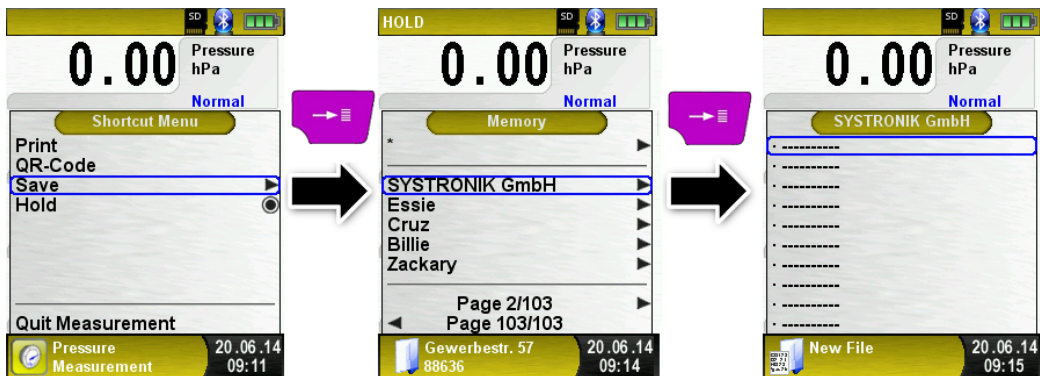 SD
0.00
Pressure
hPa
Normal
Shortcut Menu
Print
QR-Code
Save
Hold
Quit Measurement
Pressure
Measurement
20.06.14
09:11
HOLD
SD
0.00
Pressure
hPa
Normal
Memory
*
SYSTRONIK GmbH
Essie
Cruz
Billie
Zackary
Page 2/103
Page 103/103
Gewerbestr. 57
88636
20.06.14
09:14
SD
0.00
Pressure
hPa
Normal
SYSTRONIK GmbH
· ----------
· ----------
· ----------
· ----------
· ----------
· ----------
· ----------
· ----------
· ----------
· ----------
New File
20.06.14
09:15